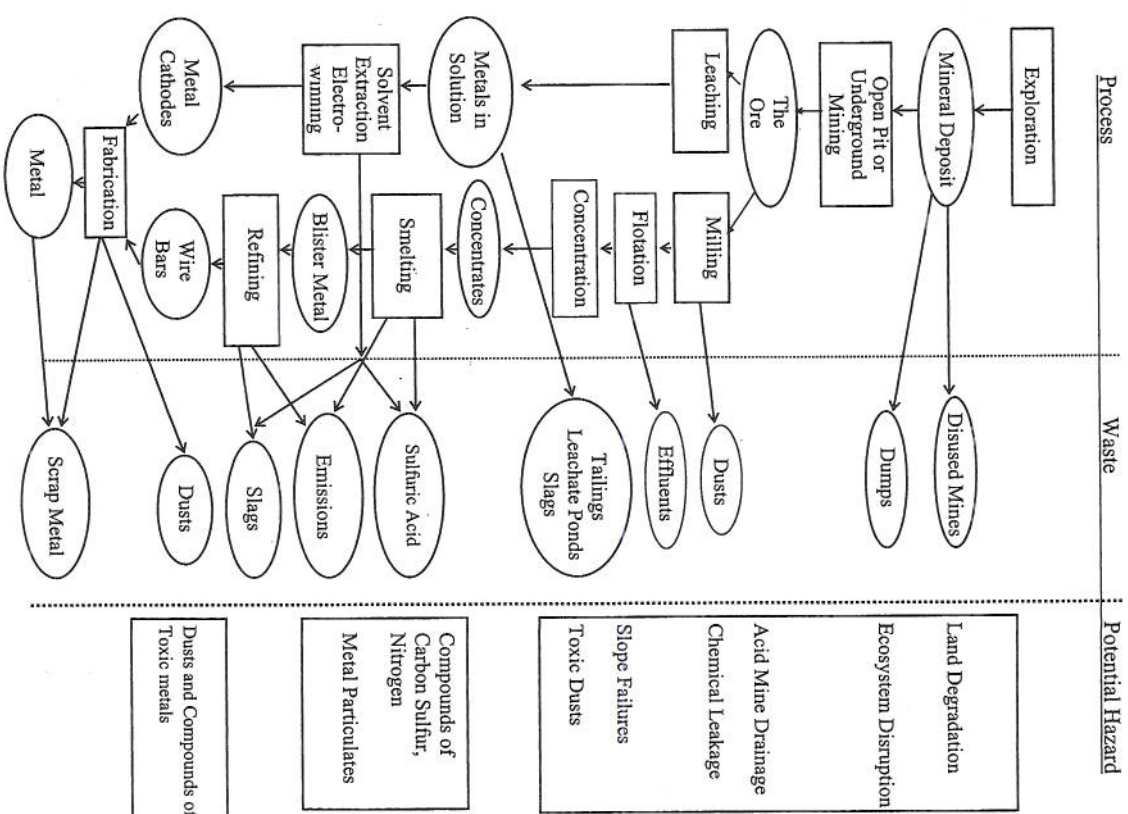 Process
Waste
Potential Hazard
Exploration
Mineral Deposit
Open Pit or
Underground
Mining
The
Ore
Leaching
Milling
Flotation
Concentration
Metals in
Solution
Concentrates
Solvent
Extraction
Electro-
winnning
Smelting
Blister Metal
Metal
Cathodes
Refining
Wire
Bars
Fabrication
Metal
Disused Mines
Dumps
Dusts
Effluents
Tailings
Leachate Ponds
Slags
Sulfuric Acid
Emissions
Slags
Dusts
Scrap Metal
Land Degradation
Ecosystem Disruption
Acid Mine Drainage
Chemical Leakage
Slope Failures
Toxic Dusts
Compounds of
Carbon Sulfur,
Nitrogen
Metal Particulates
Dusts and Compounds of
Toxic metals